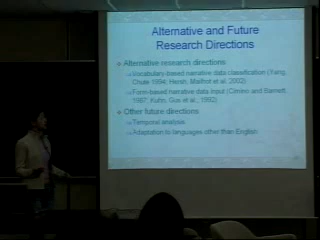 Alternative and Future
Research Directions
Alternative research directions
Vocabulary-based narrative data classification (Yang,
Chute 1994; Hersh, et al. 2002)
Form-based narrative data input (Cimino and Barnett,
1987; Kuhn, Gus et al., 1992)
Other future directions
Temporal analysis
Adaptation to languages other than English